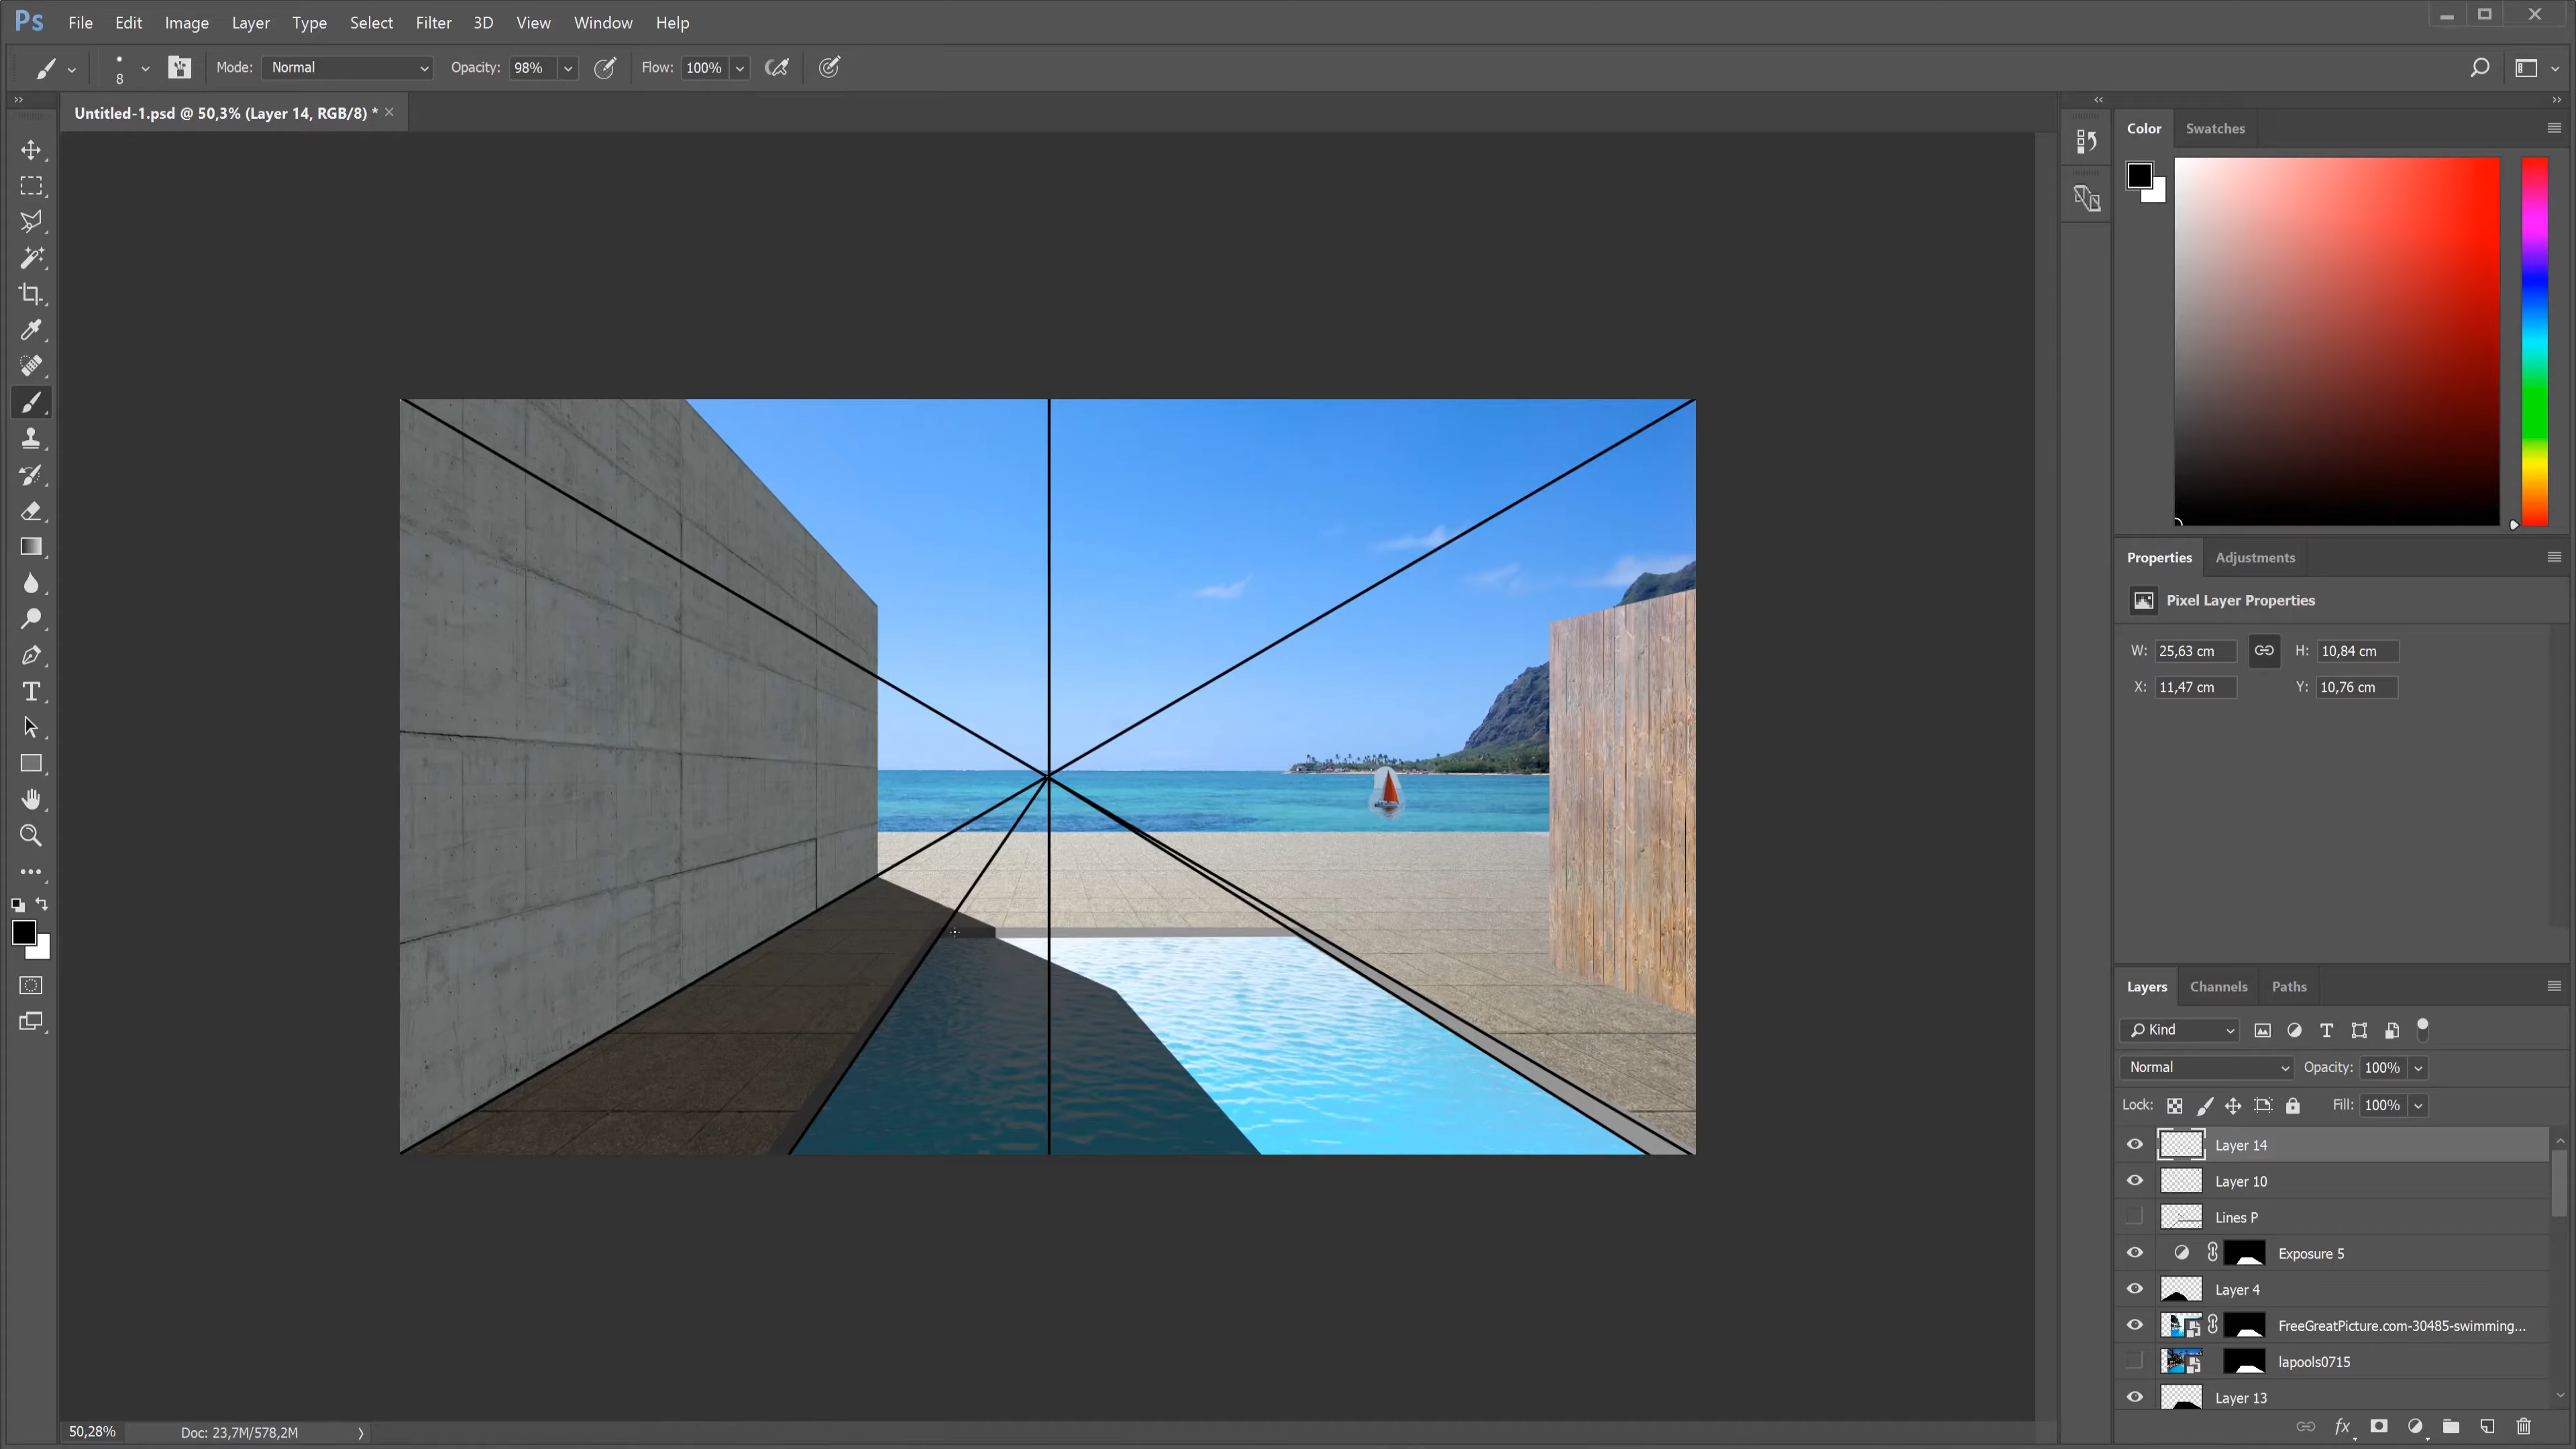 Ps File Edit Image Layer Type Select Filter 3D View Window Help
8 Mode: Normal Opacity: 98% Flow: 100%
Untitled-1.psd @ 50,3% (Layer 14, RGB/8) * ×
Color Swatches
Properties Adjustments
Pixel Layer Properties
W: 25,63 cm H: 10,84 cm
X: 11,47 cm Y: 10,76 cm
Layers Channels Paths
Kind
Normal Opacity: 100%
Lock: Fill: 100%
Layer 14
Layer 10
Lines P
Exposure 5
Layer 4
FreeGreatPicture.com-30485-swimming...
lapools0715
Layer 13
50,28% Doc: 23,7M/578,2M